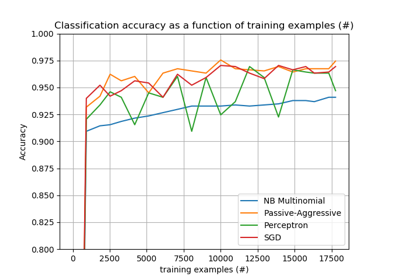 Classification accuracy as a function of training examples (#)
1.000
0.975
0.950
0.925
0.900
0.875
0.850
0.825
0.800
Accuracy
NB Multinomial
Passive-Aggressive
Perceptron
SGD
0 2500 5000 7500 10000 12500 15000 17500
training examples (#)